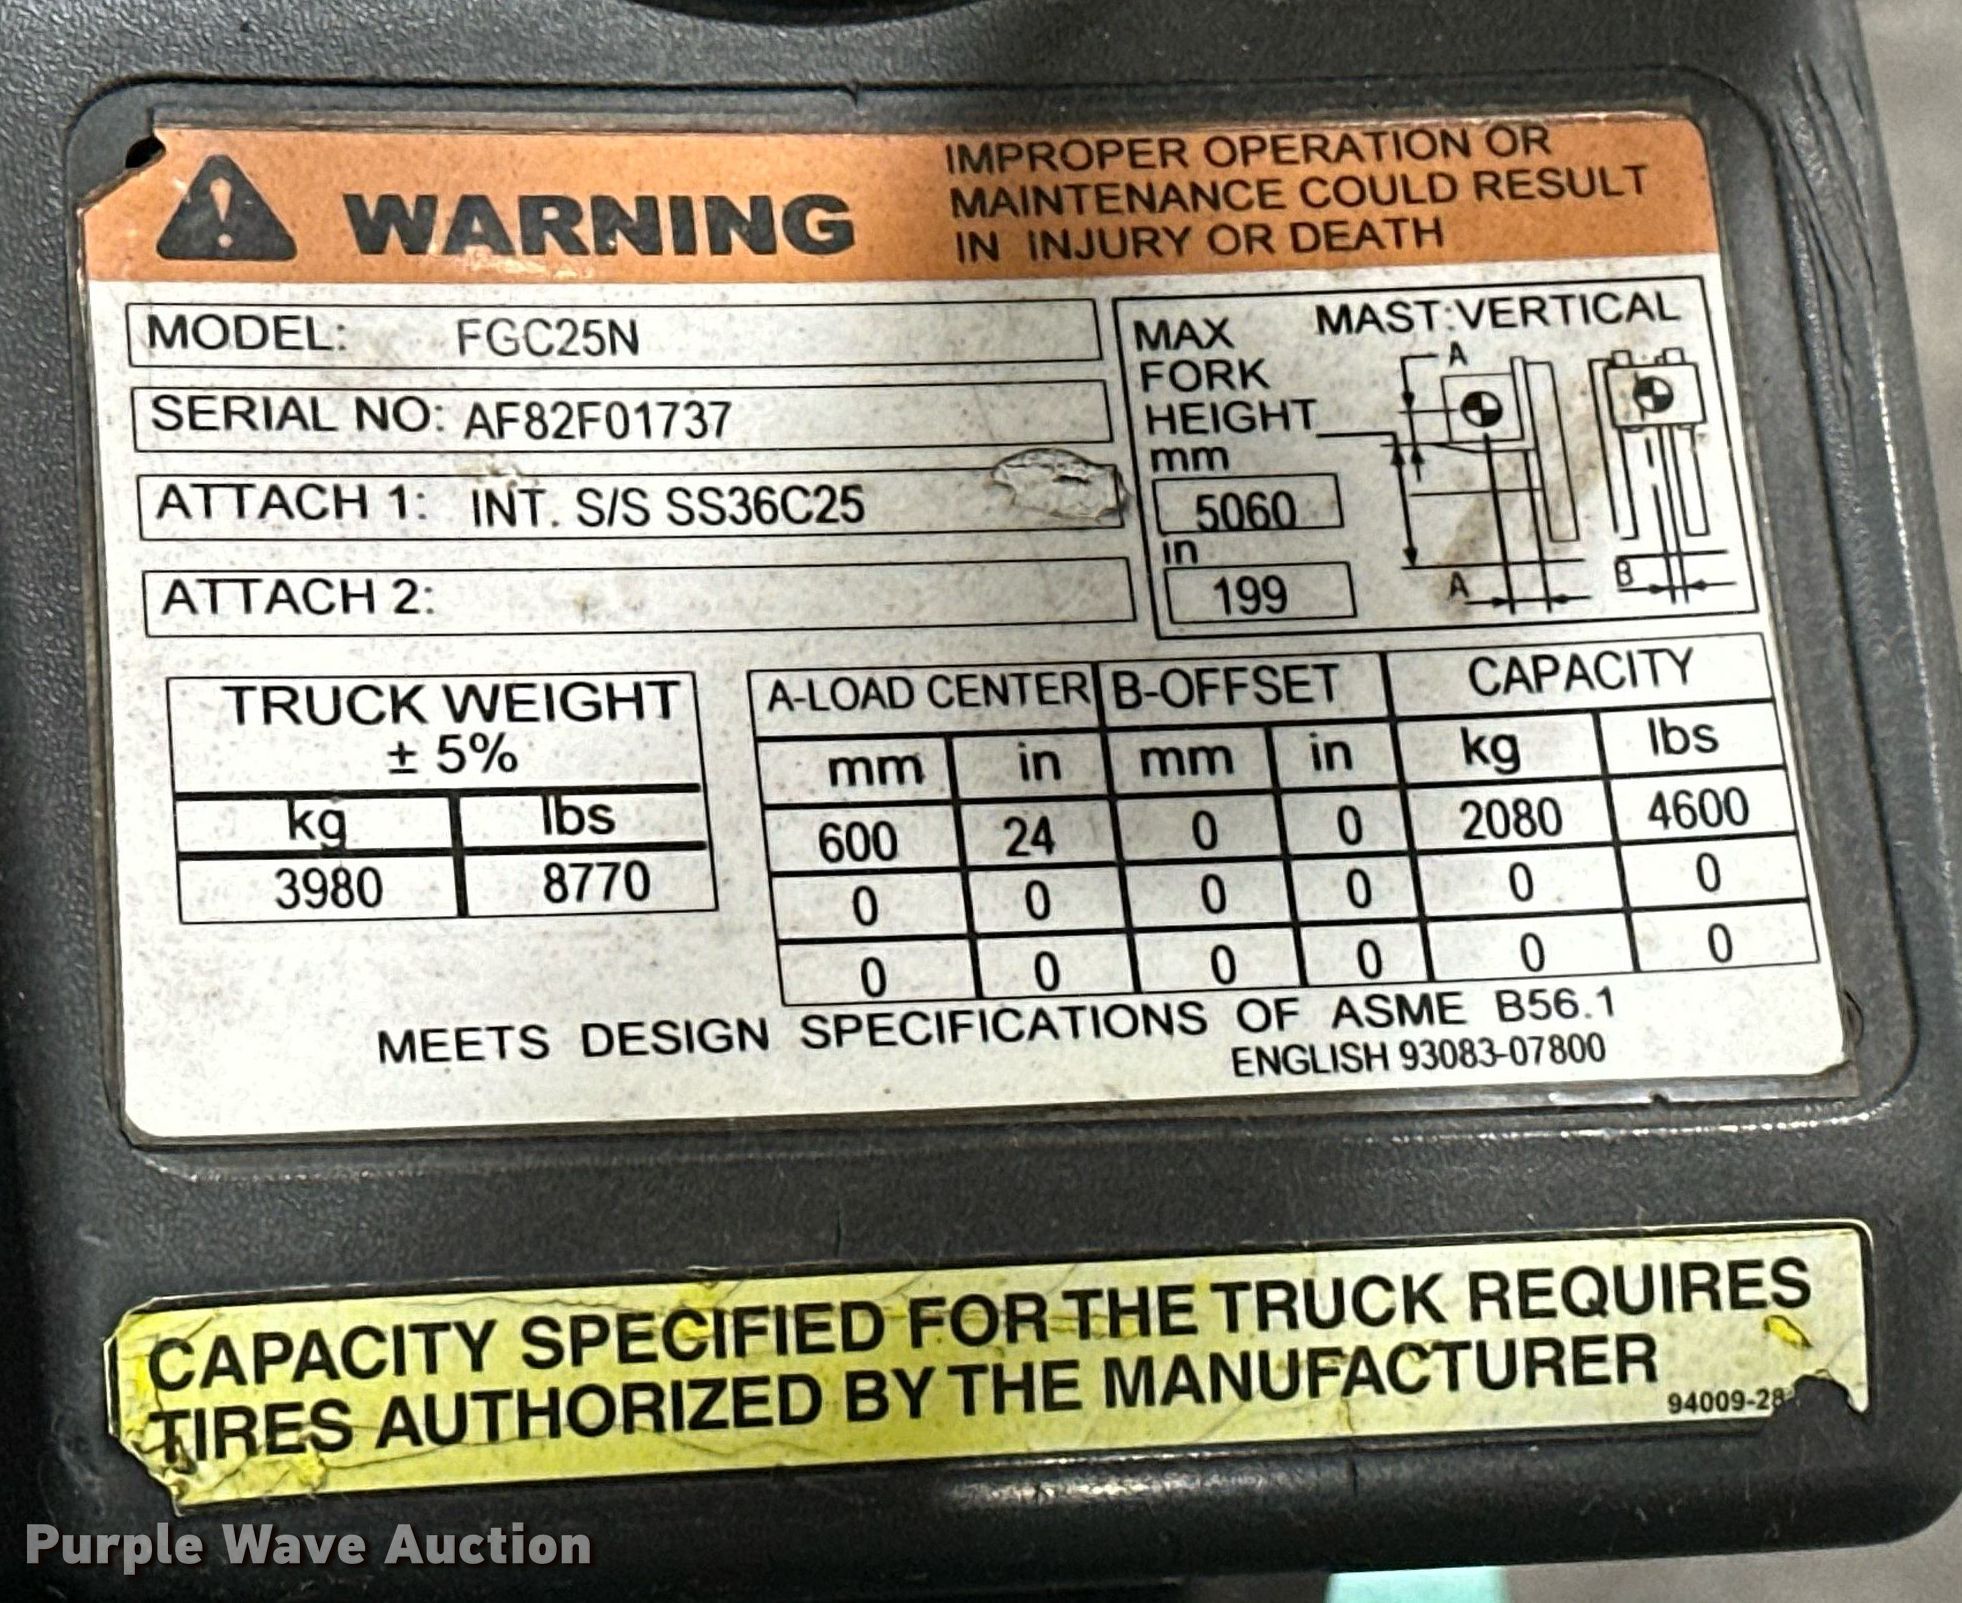 WARNING
IMPROPER OPERATION OR
MAINTENANCE COULD RESULT
IN INJURY OR DEATH
MODEL: FGC25N
SERIAL NO: AF82F01737
ATTACH 1: INT. S/S SS36C25
ATTACH 2:
MAX
FORK
HEIGHT
mm
5060
in
199
MAST:VERTICAL
A
A
B
TRUCK WEIGHT
± 5%
kg lbs
3980 8770
A-LOAD CENTER B-OFFSET CAPACITY
mm in mm in kg lbs
600 24 0 0 2080 4600
0 0 0 0 0 0
0 0 0 0 0 0
MEETS DESIGN SPECIFICATIONS OF ASME B56.1
ENGLISH 93083-07800
CAPACITY SPECIFIED FOR THE TRUCK REQUIRES
TIRES AUTHORIZED BY THE MANUFACTURER
Purple Wave Auction